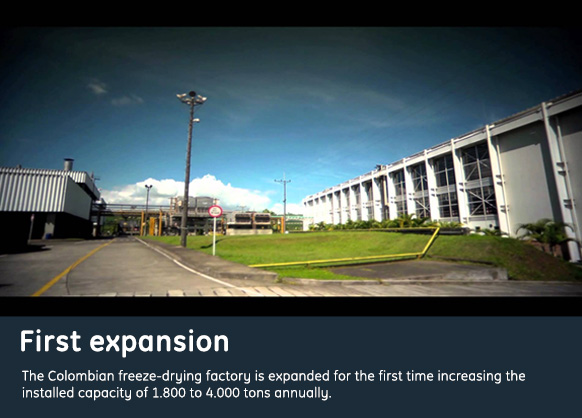 First expansion
The Colombian freeze-drying factory is expanded for the first time increasing the
installed capacity of 1.800 to 4.000 tons annually.